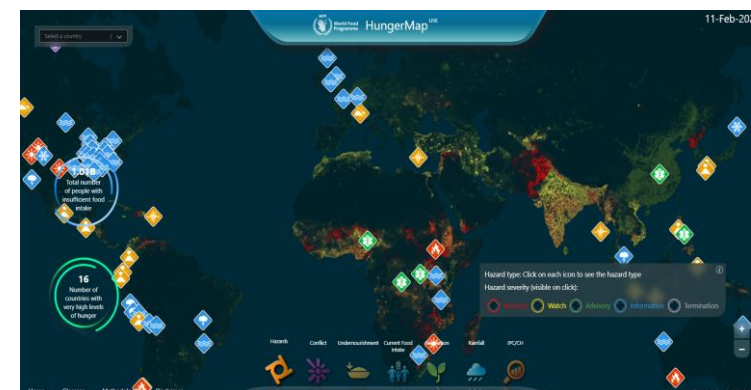 Select a country
World Food
Programme
HungerMap LIVE
11-Feb-202
Total number
of people with
insufficient food
intake
16
Number of
countries with
very high levels
of hunger
Hazard type: Click on each icon to see the hazard type
Hazard severity (visible on click):
Warning
Watch
Advisory
Information
Termination
Hazards
Conflict
Undernourishment
Current Food
Intake
Vegetation
Rainfall
IPC/CH